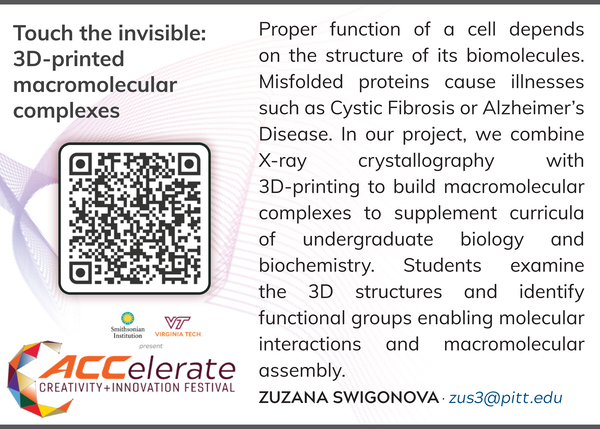 Touch the invisible:
3D-printed
macromolecular
complexes
Smithsonian
Institution
VT
VIRGINIA TECH
present
ACCelerate
CREATIVITY+INNOVATION FESTIVAL
Proper function of a cell depends
on the structure of its biomolecules.
Misfolded proteins cause illnesses
such as Cystic Fibrosis or Alzheimer's
Disease. In our project, we combine
X-ray crystallography with
3D-printing to build macromolecular
complexes to supplement curricula
of undergraduate biology and
biochemistry. Students examine
the 3D structures and identify
functional groups enabling molecular
interactions and macromolecular
assembly.
ZUZANA SWIGONOVA · zus3@pitt.edu